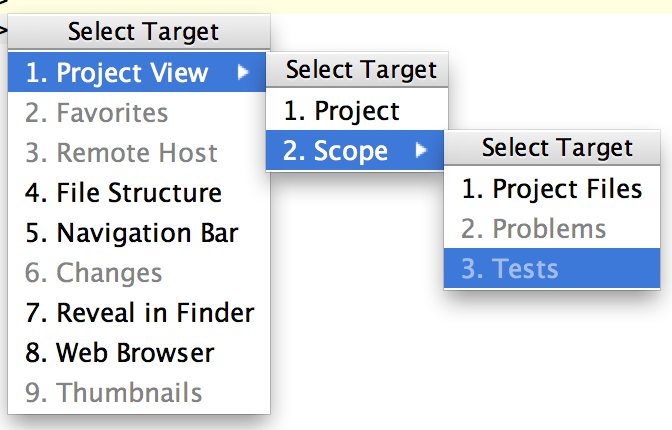 Select Target
1. Project View
2. Favorites
3. Remote Host
4. File Structure
5. Navigation Bar
6. Changes
7. Reveal in Finder
8. Web Browser
9. Thumbnails
Select Target
1. Project
2. Scope
Select Target
1. Project Files
2. Problems
3. Tests